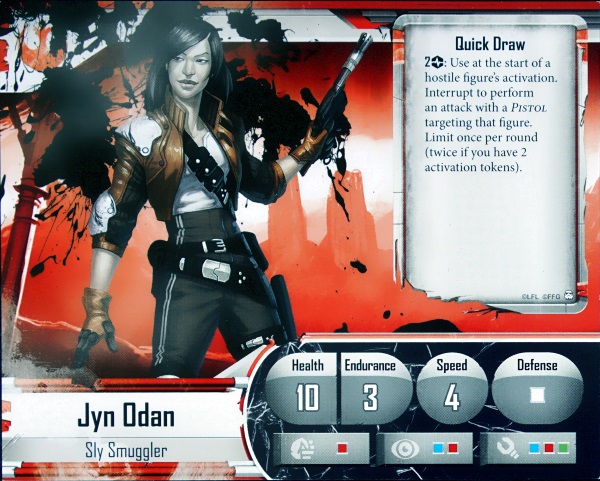 Quick Draw
2: Use at the start of a
hostile figure's activation.
Interrupt to perform
an attack with a PISTOL
targeting that figure.
Limit once per round
(twice if you have 2
activation tokens).
©LFL ©FFG
Health
Endurance
Speed
Defense
10
3
4
Jyn Odan
Sly Smuggler